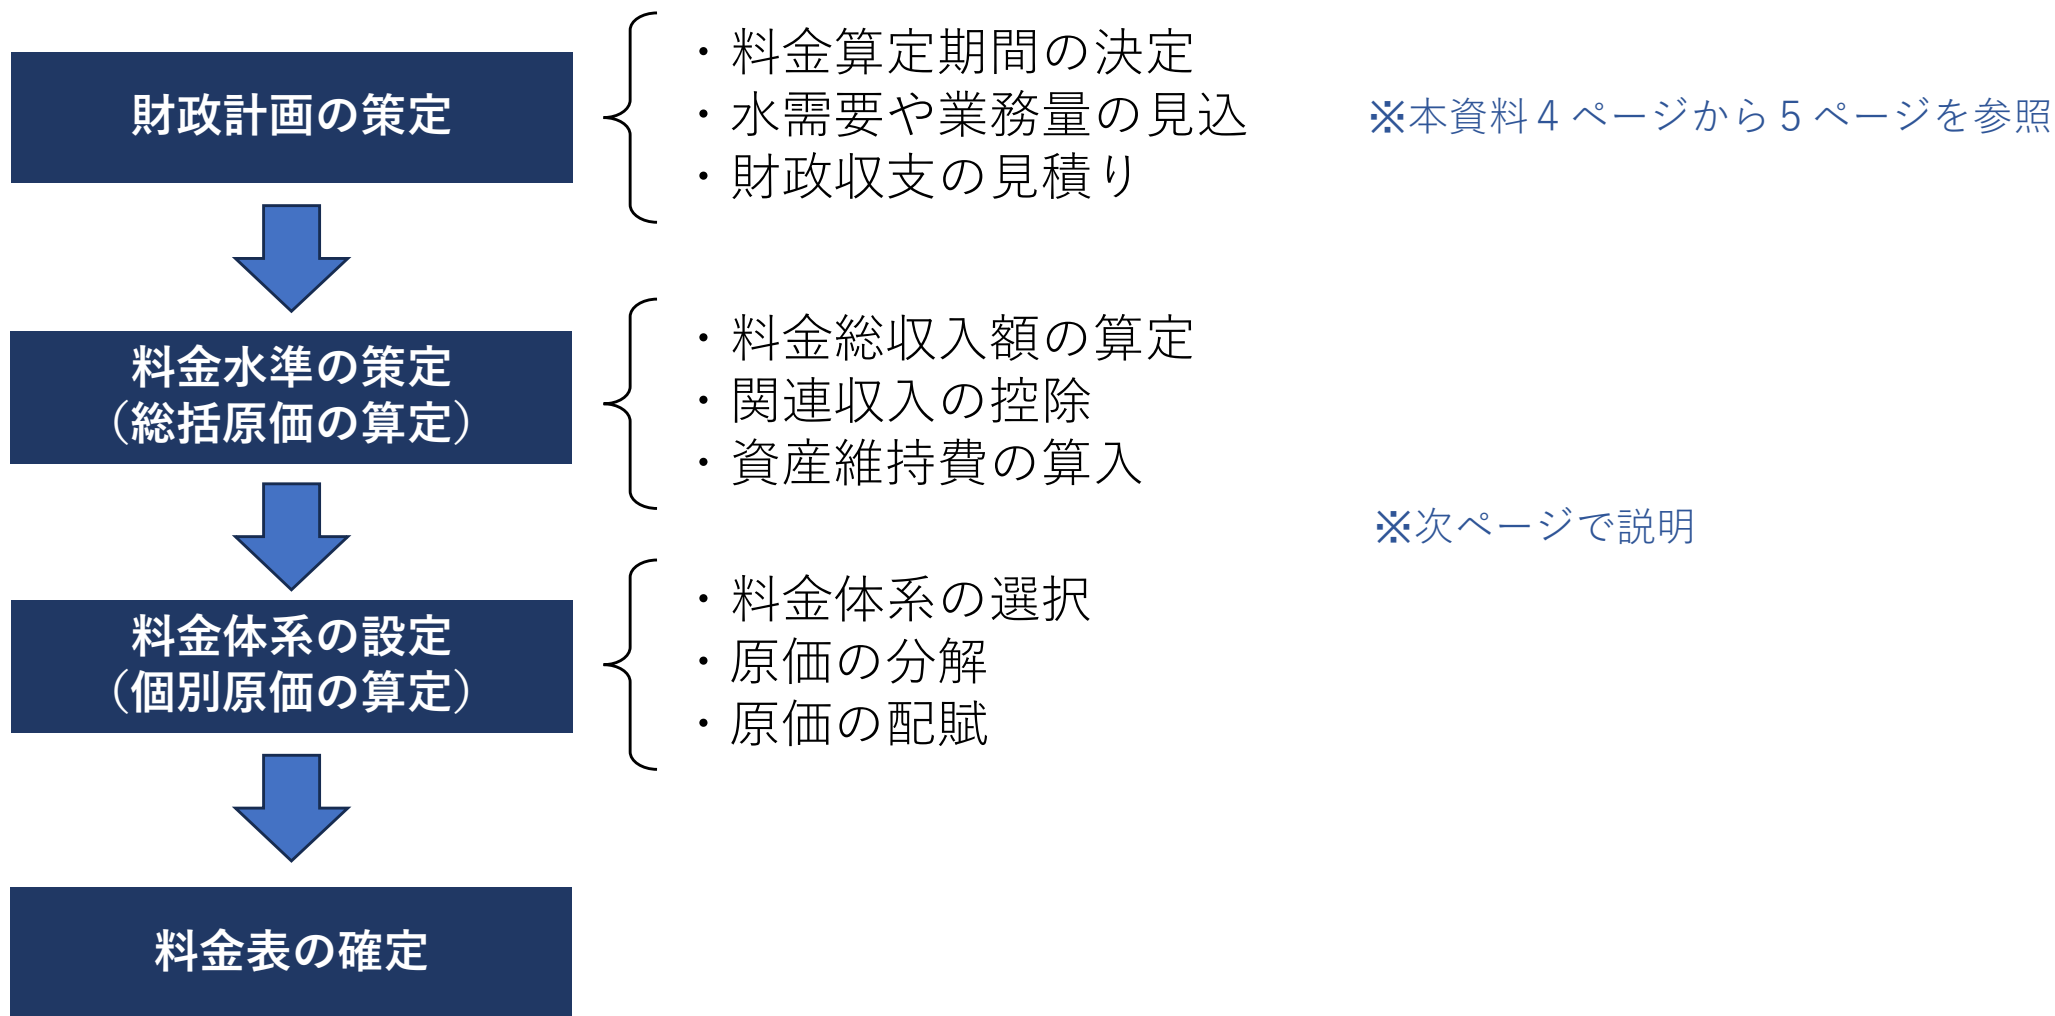 財政計画の策定
・料金算定期間の決定
・水需要や業務量の見込
・財政収支の見積り
※本資料４ページから５ページを参照
料金水準の策定
（総括原価の算定）
・料金総収入額の算定
・関連収入の控除
・資産維持費の算入
※次ページで説明
料金体系の設定
（個別原価の算定）
・料金体系の選択
・原価の分解
・原価の配賦
料金表の確定